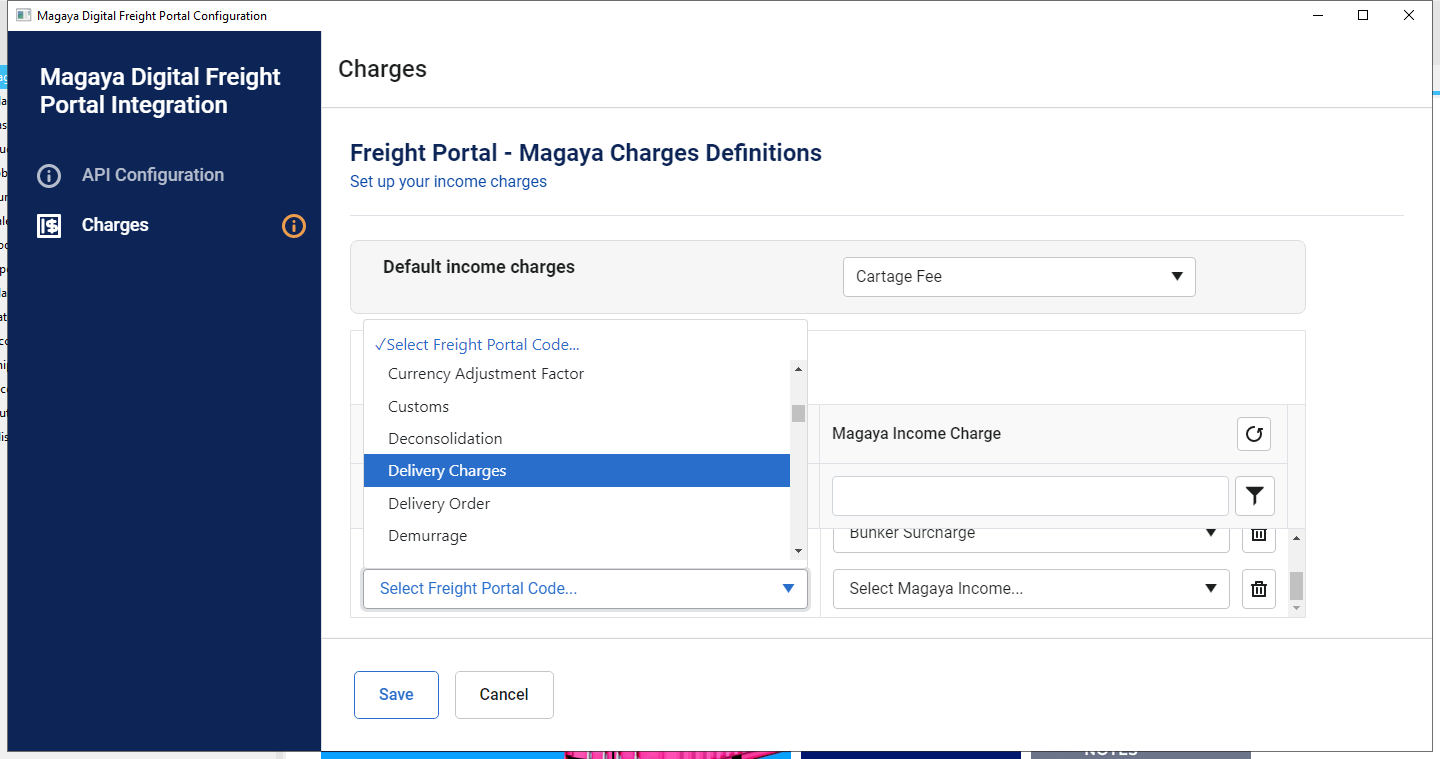 Magaya Digital Freight Portal Configuration
Magaya Digital Freight
Portal Integration
API Configuration
Charges
Charges
Freight Portal - Magaya Charges Definitions
Set up your income charges
Default income charges
Cartage Fee
✓Select Freight Portal Code...
Currency Adjustment Factor
Customs
Deconsolidation
Delivery Charges
Delivery Order
Demurrage
Magaya Income Charge
Bunker Surcharge
Select Freight Portal Code...
Select Magaya Income...
Save
Cancel
NOTES